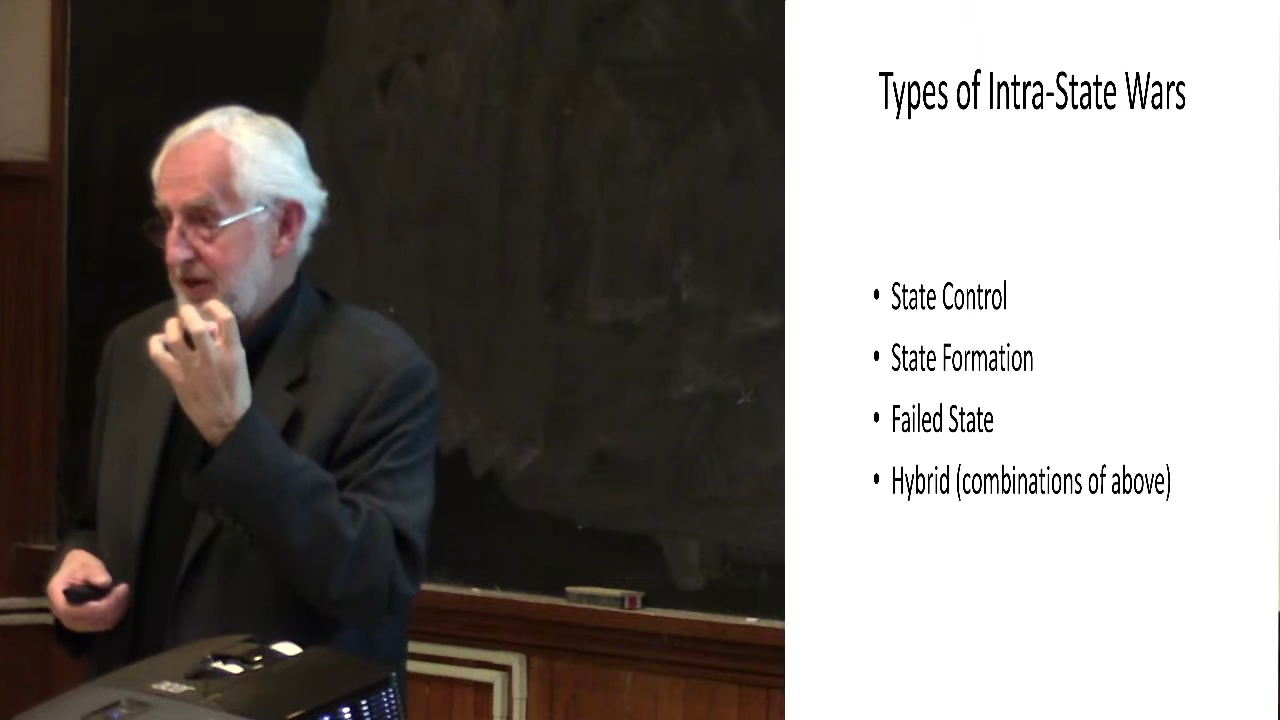 Types of Intra-State Wars
• State Control
• State Formation
• Failed State
• Hybrid (combinations of above)